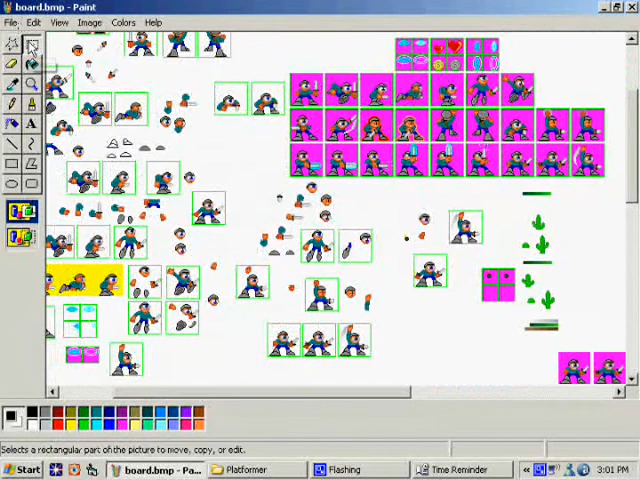 board.bmp - Paint
File Edit View Image Colors Help
A
Selects a rectangular part of the picture to move, copy, or edit.
Start board.bmp - Pa... Platformer Flashing Time Reminder « 3:01 PM